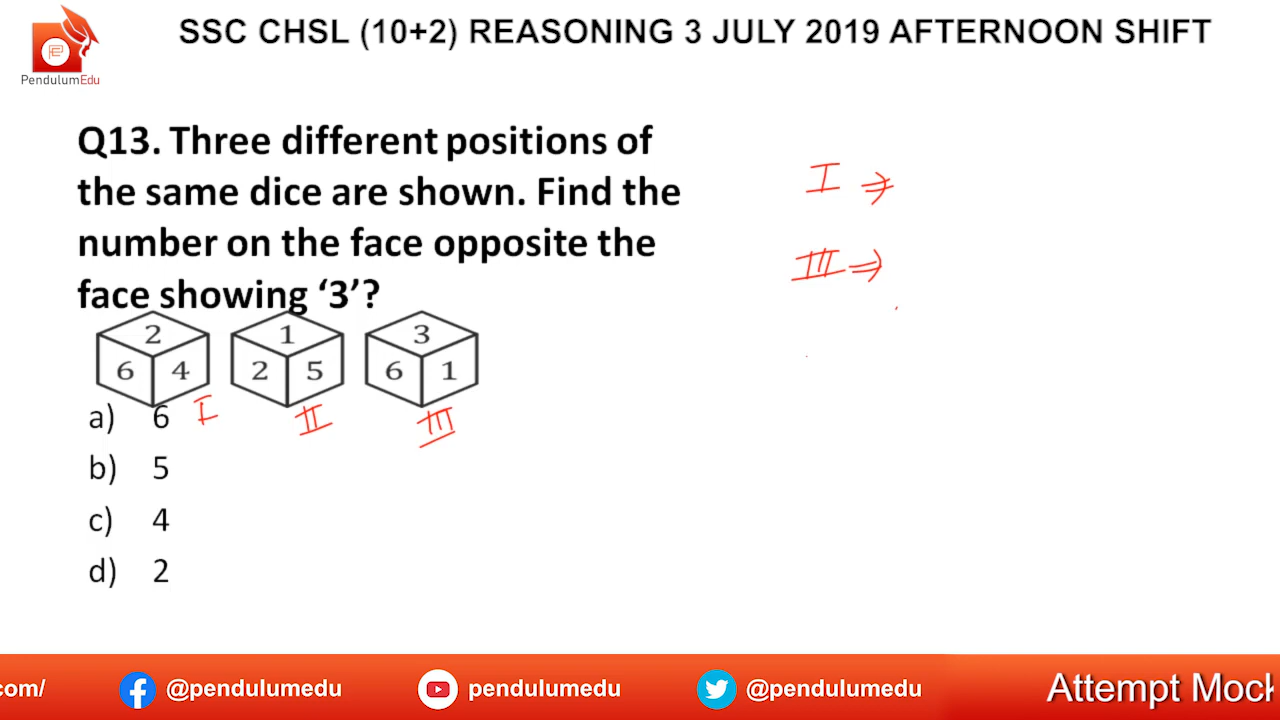 SSC CHSL (10+2) REASONING 3 JULY 2019 AFTERNOON SHIFT
PendulumEdu
Q13. Three different positions of
the same dice are shown. Find the
number on the face opposite the
face showing ‘3’?
I ⇒
III ⇒
2 1 3
6 4 2 5 6 1
I II III
a) 6
b) 5
c) 4
d) 2
com/ @pendulumedu pendulumedu @pendulumedu Attempt Mock